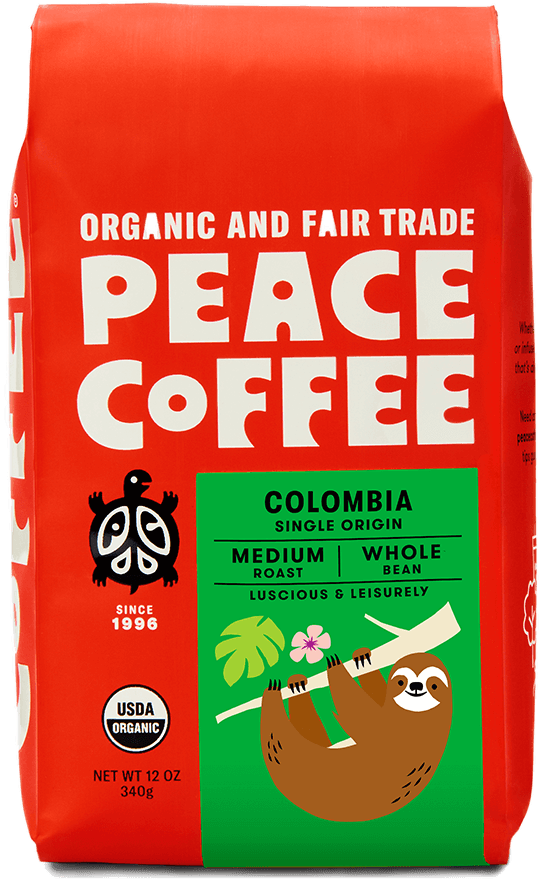 ORGANIC AND FAIR TRADE
PEACE
COFFEE
COLOMBIA
SINGLE ORIGIN
MEDIUM ROAST | WHOLE BEAN
LUSCIOUS & LEISURELY
PC
SINCE
1996
USDA
ORGANIC
NET WT 12 OZ
340g